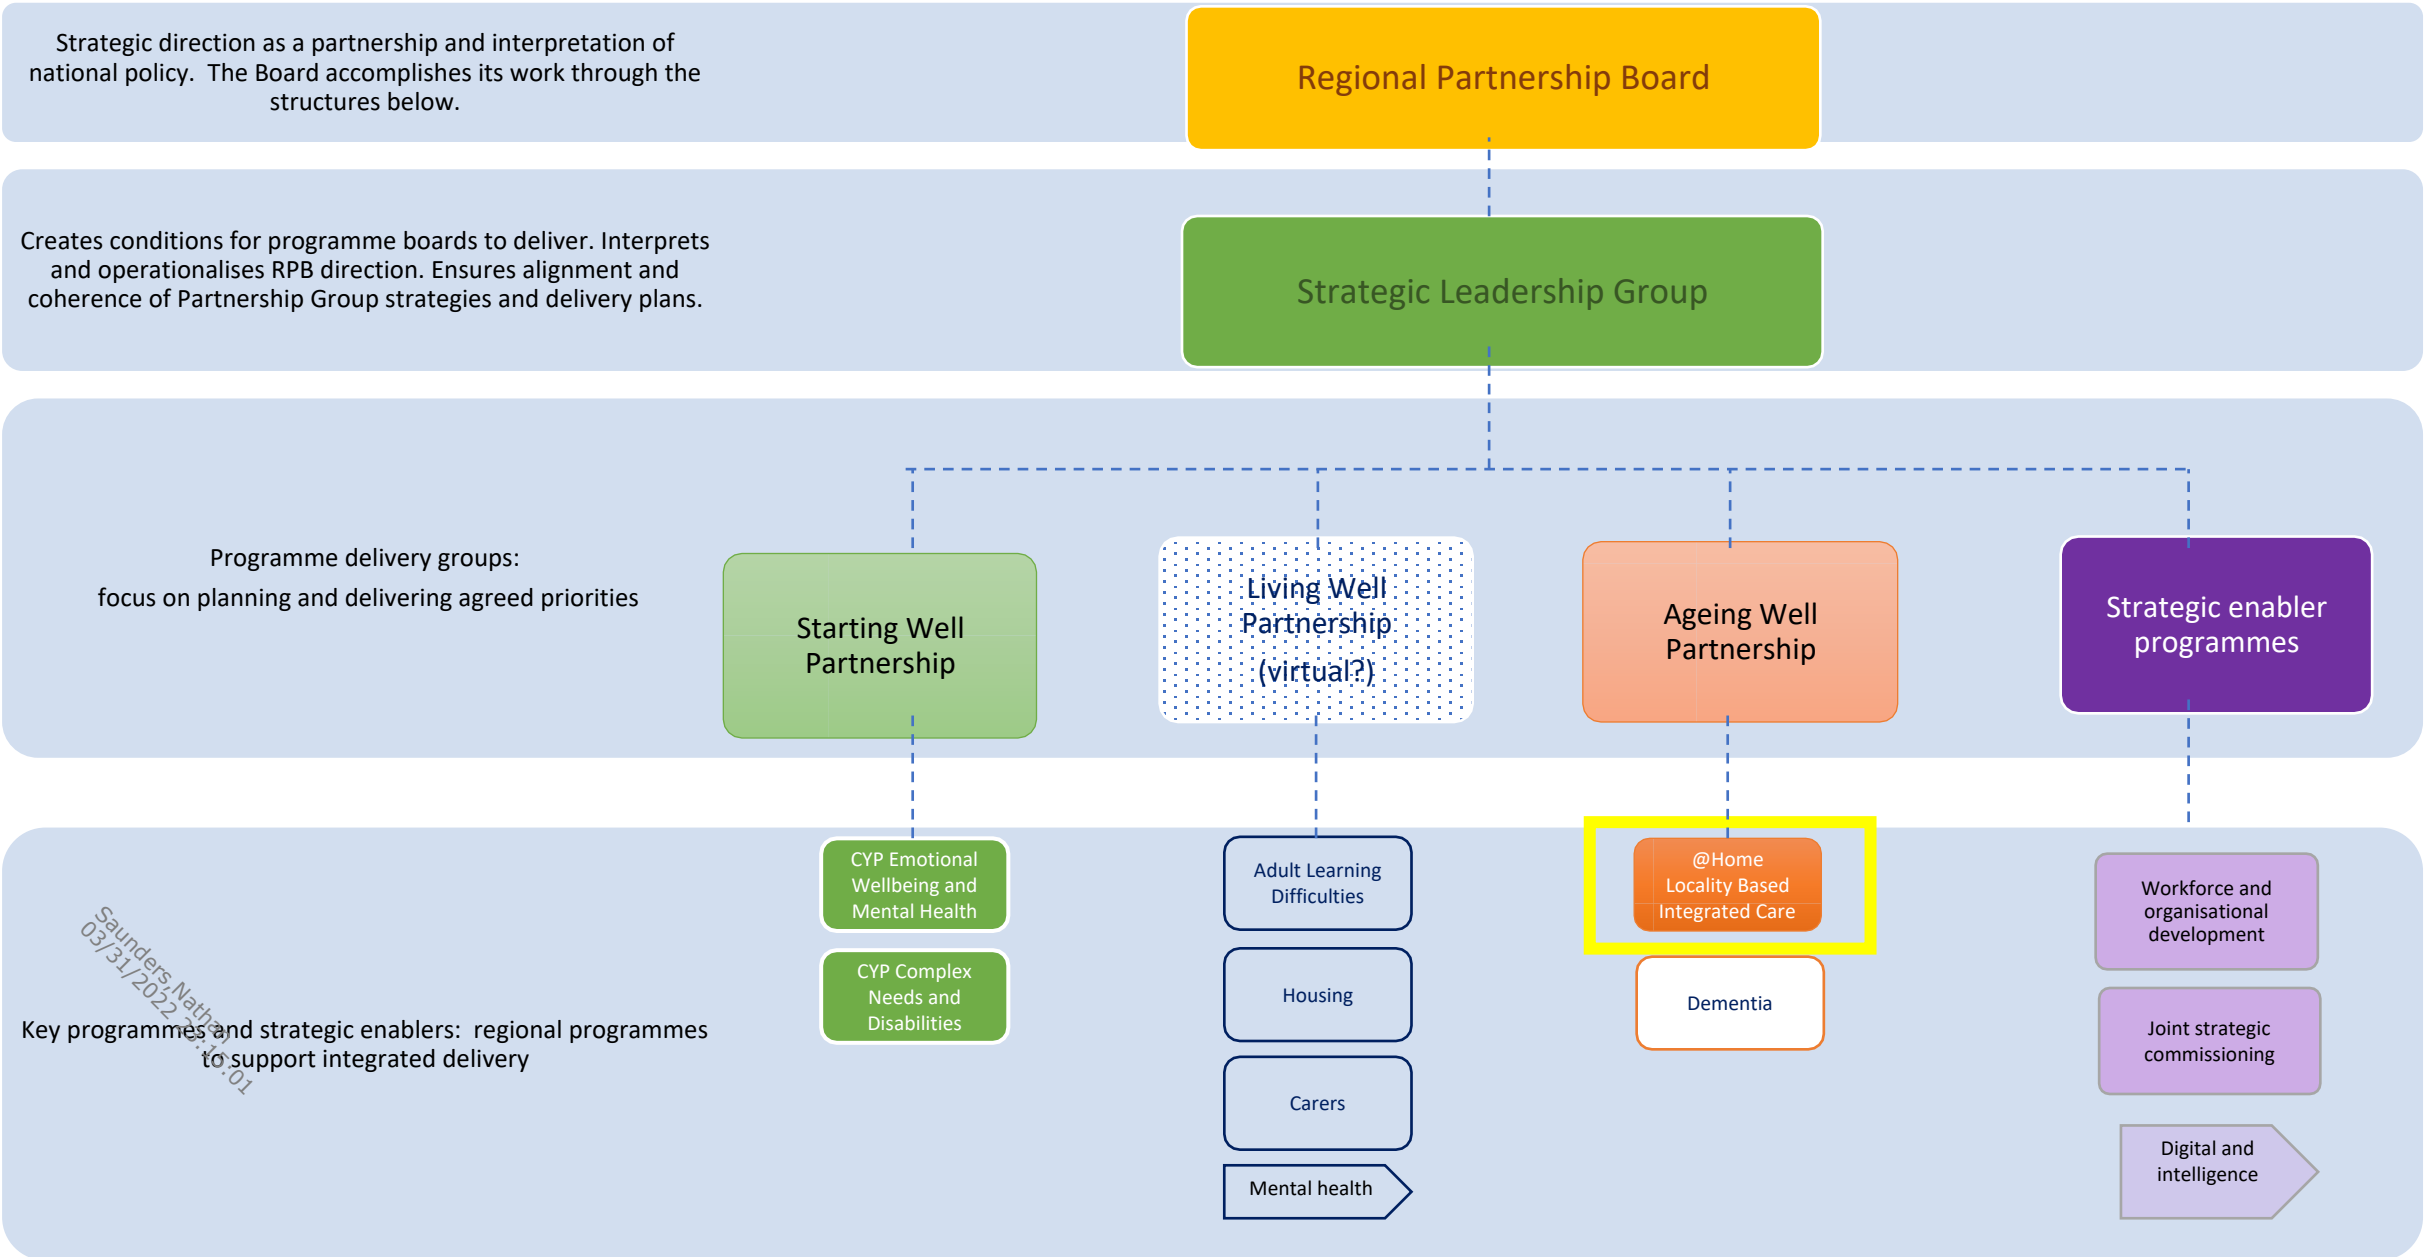 Strategic direction as a partnership and interpretation of
national policy.  The Board accomplishes its work through the
structures below.
Regional Partnership Board
Creates conditions for programme boards to deliver. Interprets
and operationalises RPB direction. Ensures alignment and
coherence of Partnership Group strategies and delivery plans.
Strategic Leadership Group
Programme delivery groups:
focus on planning and delivering agreed priorities
Starting Well
Partnership
Living Well
Partnership
(virtual?)
Ageing Well
Partnership
Strategic enabler
programmes
Key programmes and strategic enablers:  regional programmes
to support integrated delivery
Saunders,Nathan
03/31/2022 23:15:01
CYP Emotional
Wellbeing and
Mental Health
CYP Complex
Needs and
Disabilities
Adult Learning
Difficulties
Housing
Carers
Mental health
@Home
Locality Based
Integrated Care
Dementia
Workforce and
organisational
development
Joint strategic
commissioning
Digital and
intelligence